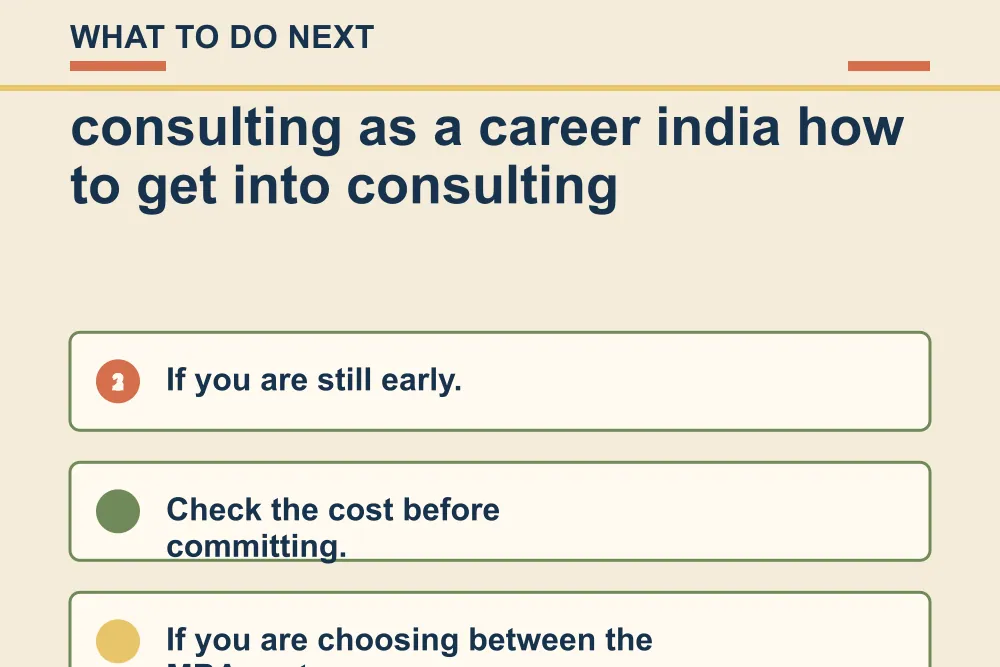 WHAT TO DO NEXT
consulting as a career india how
to get into consulting
If you are still early.
Check the cost before
committing.
If you are choosing between the